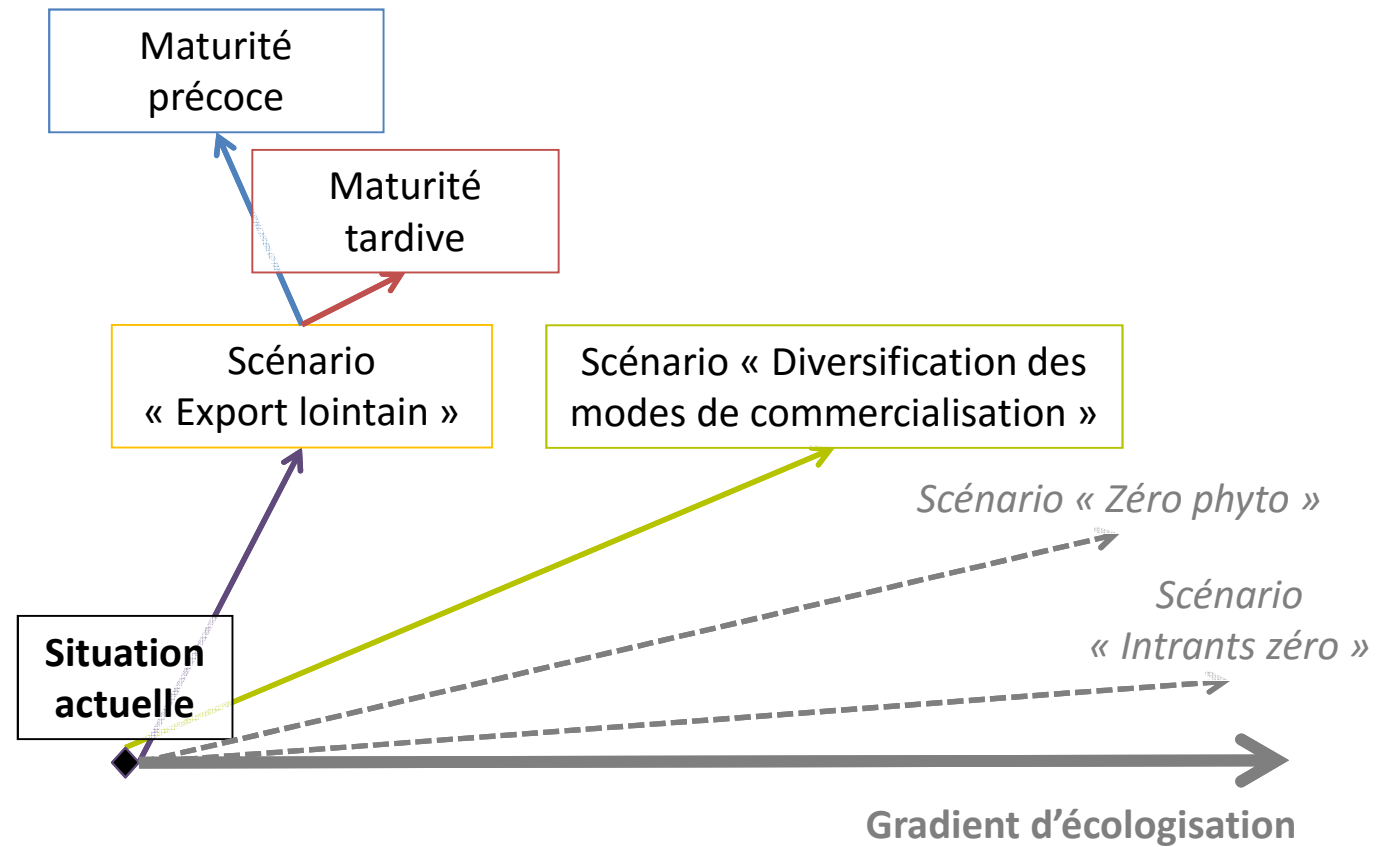 Maturité
précoce
Maturité
tardive
Scénario
« Export lointain »
Scénario « Diversification des
modes de commercialisation »
Scénario « Zéro phyto »
Scénario
« Intrants zéro »
Situation
actuelle
Gradient d’écologisation